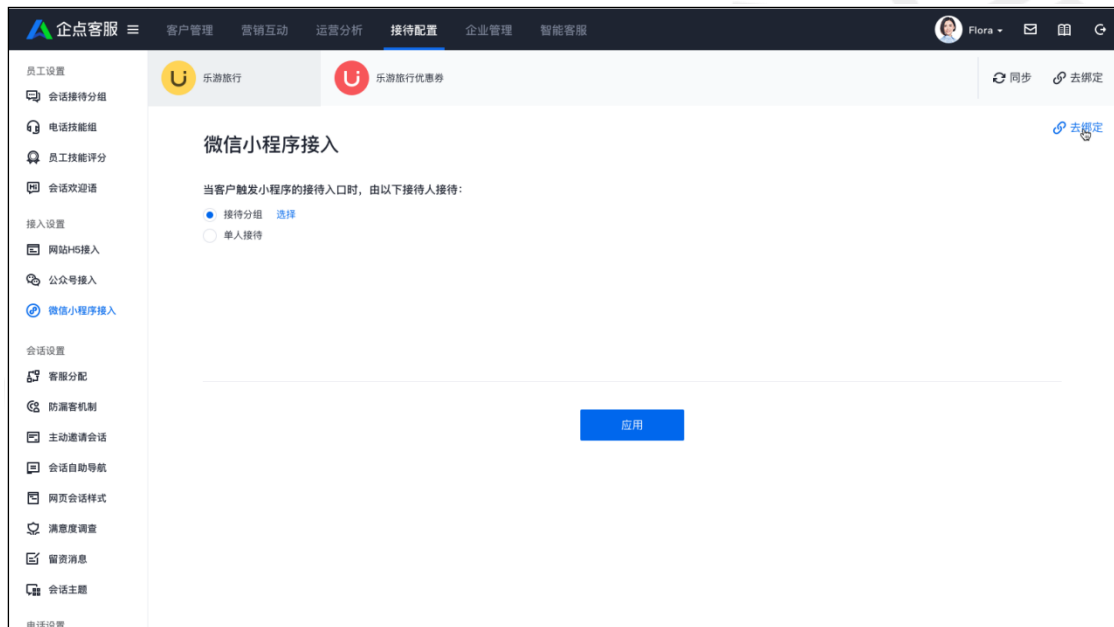 企点客服
客户管理 营销互动 运营分析 接待配置 企业管理 智能客服
Flora
员工设置
会话接待分组
电话技能组
员工技能评分
会话欢迎语
接入设置
网站H5接入
公众号接入
微信小程序接入
会话设置
客服分配
防漏客机制
主动邀请会话
会话自助导航
网页会话样式
满意度调查
留资消息
会话主题
电话设置
乐游旅行 乐游旅行优惠券 同步 去绑定
去绑定
微信小程序接入
当客户触发小程序的接待入口时，由以下接待人接待：
接待分组 选择
单人接待
应用